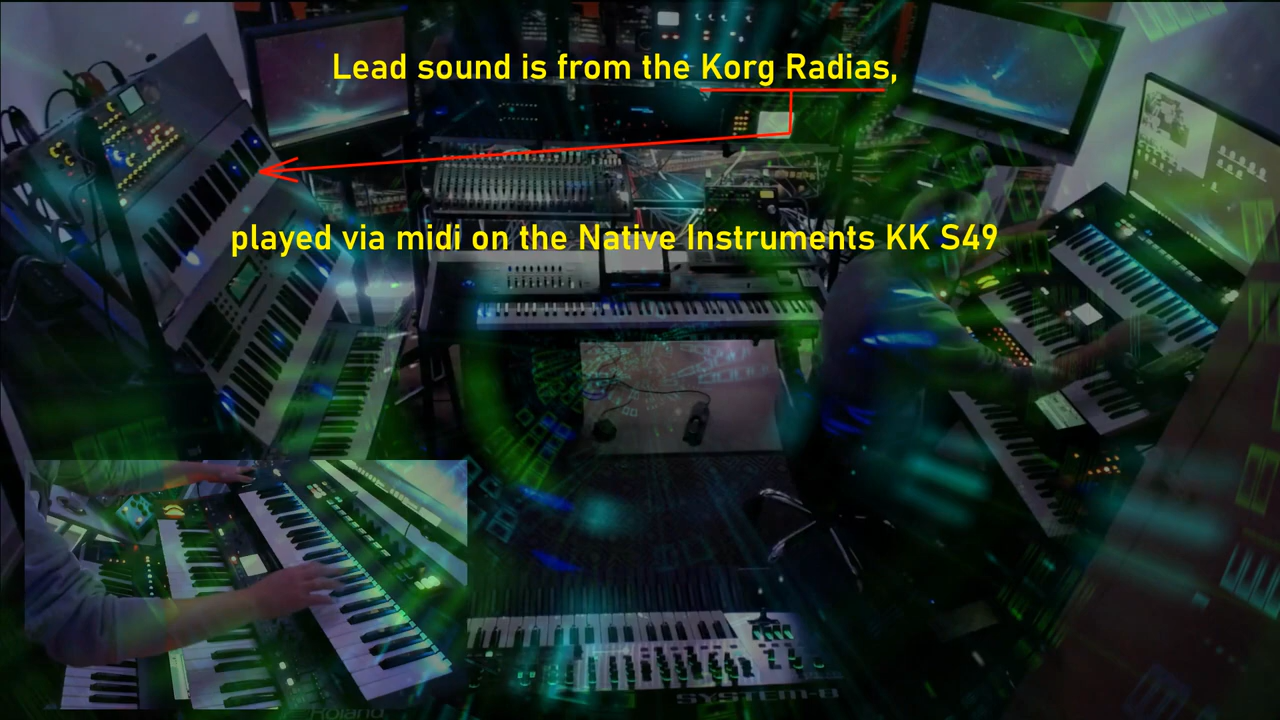 Lead sound is from the Korg Radias,
played via midi on the Native Instruments KK S49
SYSTEM-8
Roland